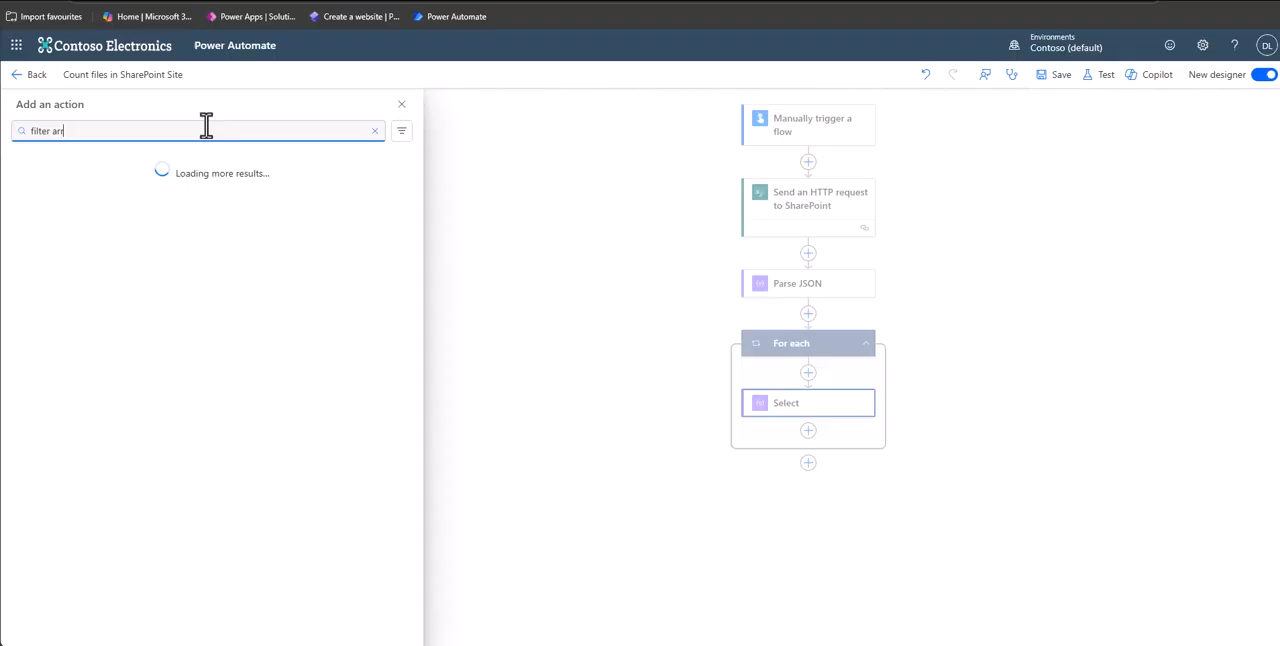 Import favourites
Home | Microsoft 3...
Power Apps | Soluti...
Create a website | P...
Power Automate
Contoso Electronics
Power Automate
Environments
Contoso (default)
?
DL
Back
Count files in SharePoint Site
Save
Test
Copilot
New designer
Add an action
filter arr
Loading more results...
Manually trigger a
flow
Send an HTTP request
to SharePoint
Parse JSON
For each
Select